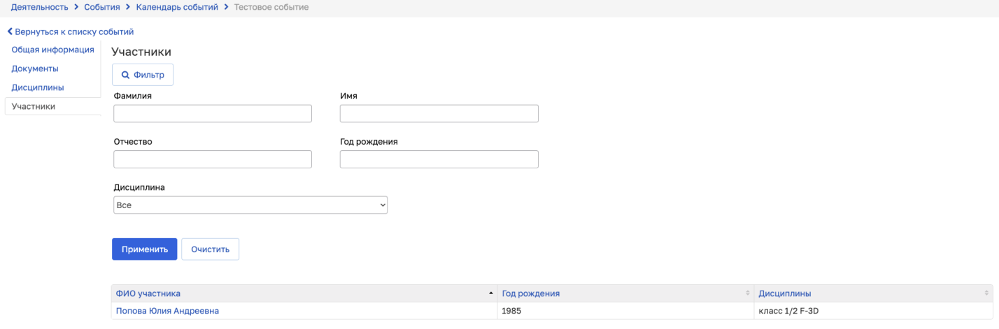 Деятельность > События > Календарь событий > Тестовое событие
Вернуться к списку событий
Общая информация
Документы
Дисциплины
Участники
Участники
Фильтр
Фамилия Имя
Отчество Год рождения
Дисциплина
Все
Применить Очистить
ФИО участника Год рождения Дисциплины
Попова Юлия Андреевна 1985 класс 1/2 F-3D